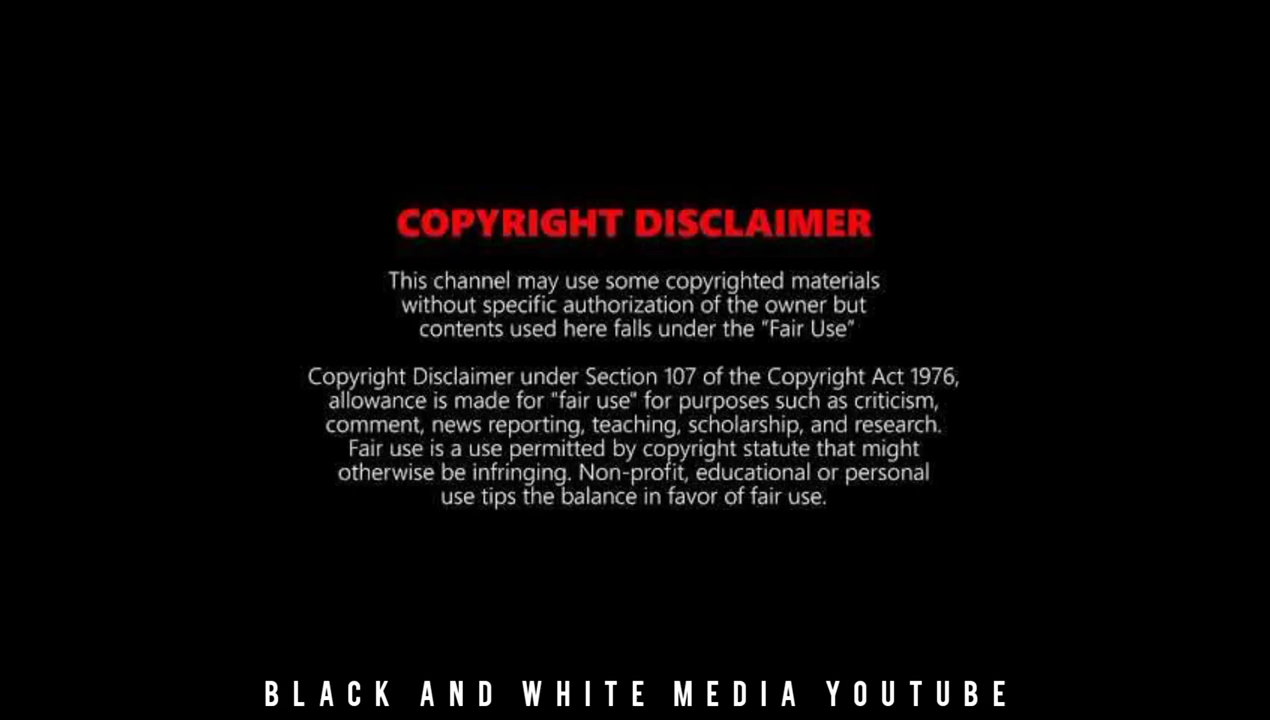 COPYRIGHT DISCLAIMER
This channel may use some copyrighted materials
without specific authorization of the owner but
contents used here falls under the “Fair Use”
Copyright Disclaimer under Section 107 of the Copyright Act 1976,
allowance is made for "fair use" for purposes such as criticism,
comment, news reporting, teaching, scholarship, and research.
Fair use is a use permitted by copyright statute that might
otherwise be infringing. Non-profit, educational or personal
use tips the balance in favor of fair use.
BLACK AND WHITE MEDIA YOUTUBE